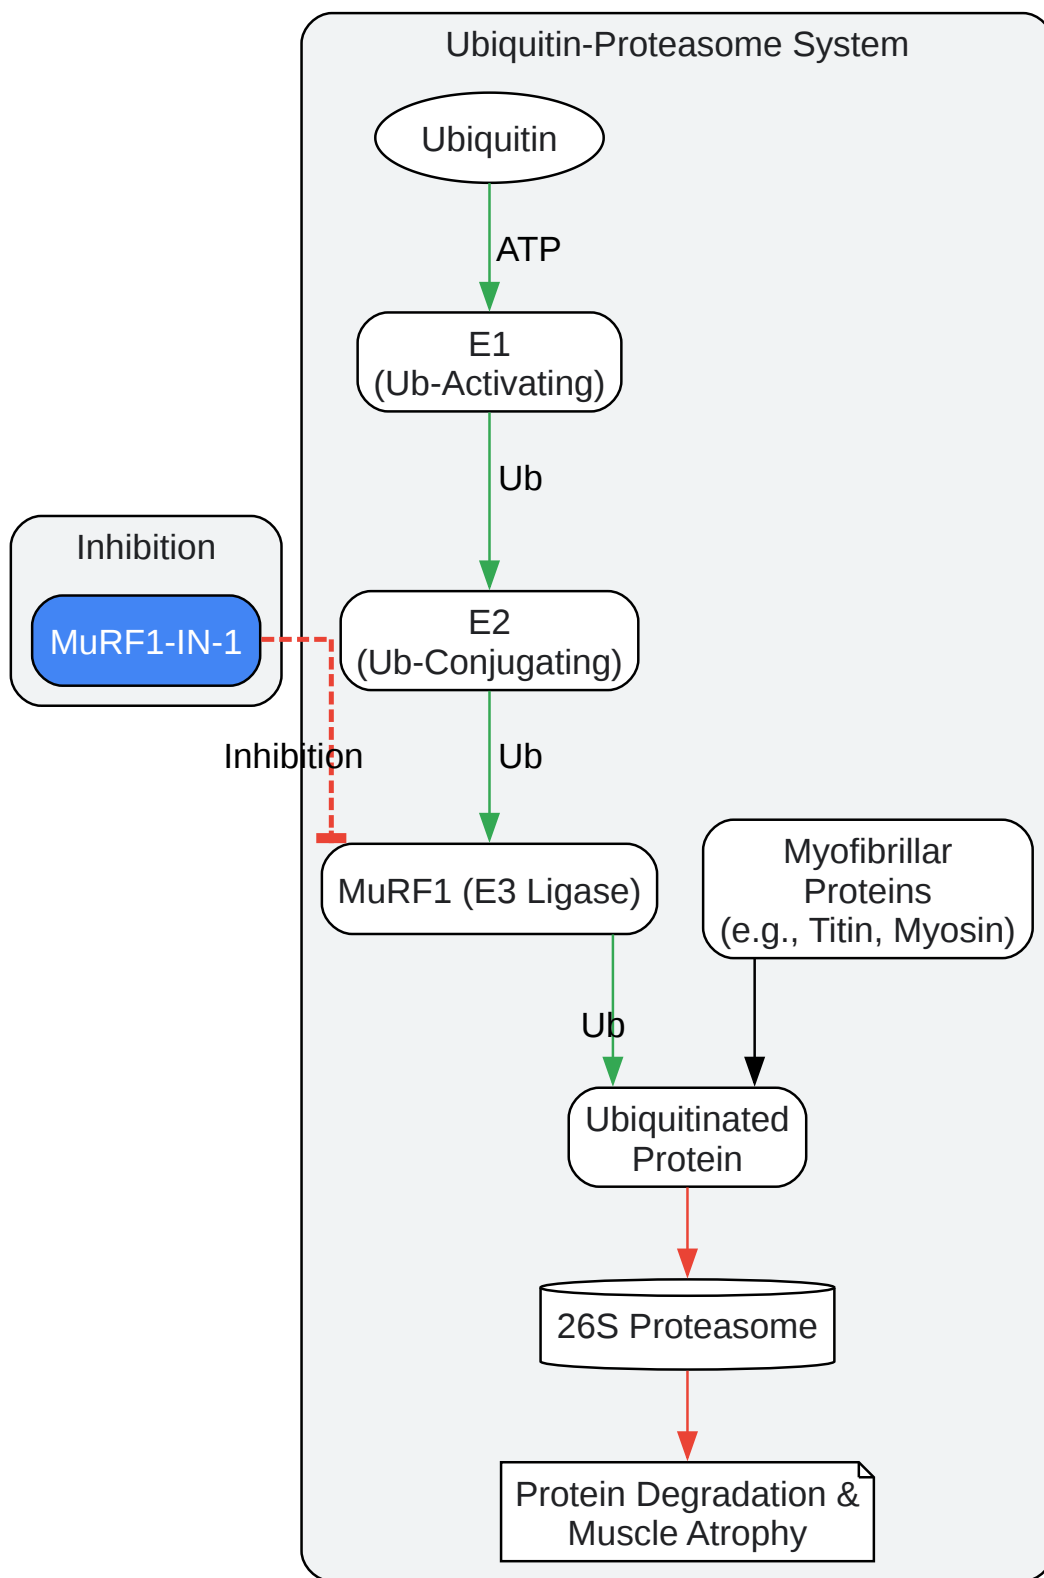 Ubiquitin-Proteasome System
Ubiquitin
ATP
E1
(Ub-Activating)
Ub
Inhibition
MuRF1-IN-1
E2
(Ub-Conjugating)
Inhibition
Ub
MuRF1 (E3 Ligase)
Myofibrillar
Proteins
(e.g., Titin, Myosin)
Ub
Ubiquitinated
Protein
26S Proteasome
Protein Degradation &
Muscle Atrophy